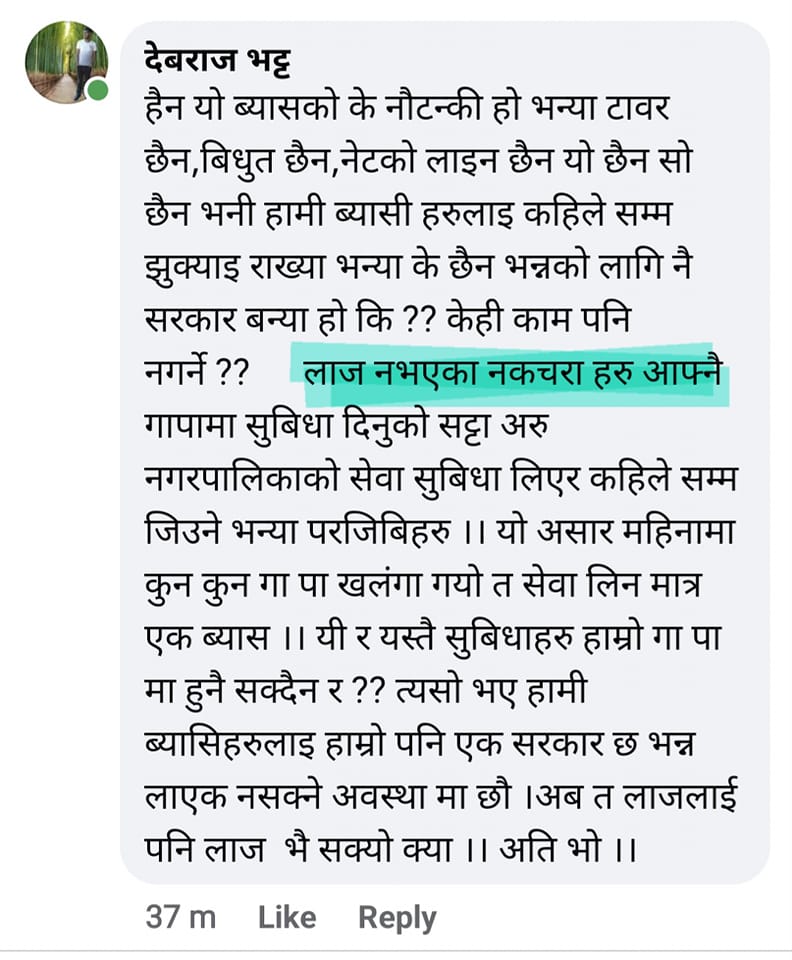 देबराज भट्ट
हैन यो ब्यासको के नौटन्की हो भन्या टावर
छैन,बिधुत छैन,नेटको लाइन छैन यो छैन सो
छैन भनी हामी ब्यासी हरुलाइ कहिले सम्म
झुक्याइ राख्या भन्या के छैन भन्नको लागि नै
सरकार बन्या हो कि ?? केही काम पनि
नगर्ने ?? लाज नभएका नकचरा हरु आफ्नै
गापामा सुबिधा दिनुको सट्टा अरु
नगरपालिकाको सेवा सुबिधा लिएर कहिले सम्म
जिउने भन्या परजिबिहरु ।। यो असार महिनामा
कुन कुन गा पा खलंगा गयो त सेवा लिन मात्र
एक ब्यास ।। यी र यस्तै सुबिधाहरु हाम्रो गा पा
मा हुनै सक्दैन र ?? त्यसो भए हामी
ब्यासिहरुलाइ हाम्रो पनि एक सरकार छ भन्न
लाएक नसक्ने अवस्था मा छौ ।अब त लाजलाई
पनि लाज भै सक्यो क्या ।। अति भो ।।
37 m Like Reply